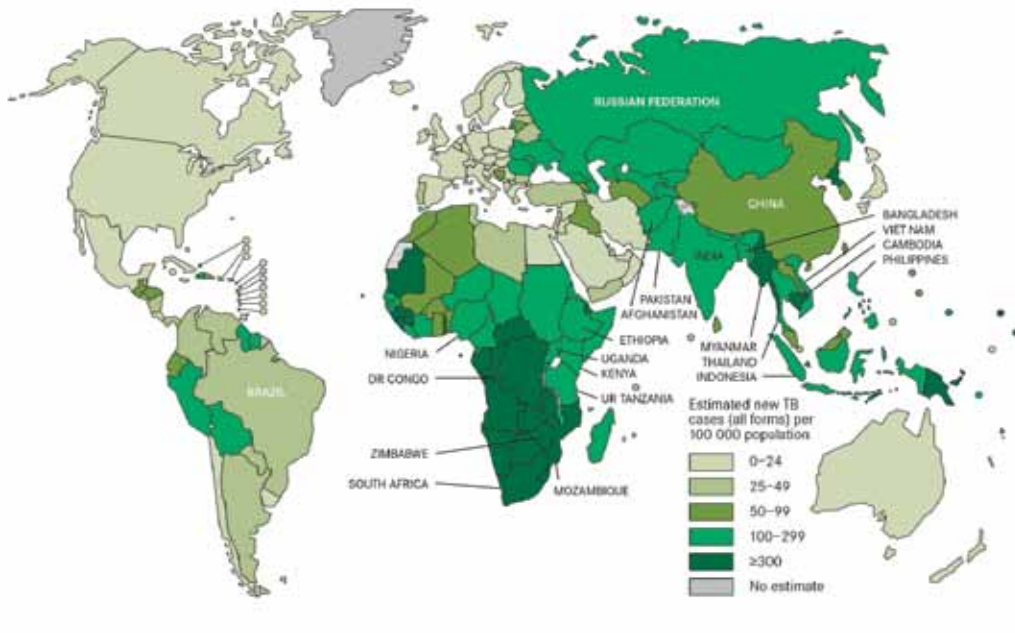 RUSSIAN FEDERATION
CHINA
BANGLADESH
VIET NAM
CAMBODIA
PHILIPPINES
INDIA
PAKISTAN
AFGHANISTAN
ETHIOPIA
NIGERIA
UGANDA
KENYA
DR CONGO
UR TANZANIA
MYANMAR
THAILAND
INDONESIA
BRAZIL
ZIMBABWE
SOUTH AFRICA
MOZAMBIQUE
Estimated new TB
cases (all forms) per
100 000 population
0–24
25–49
50–99
100–299
≥300
No estimate